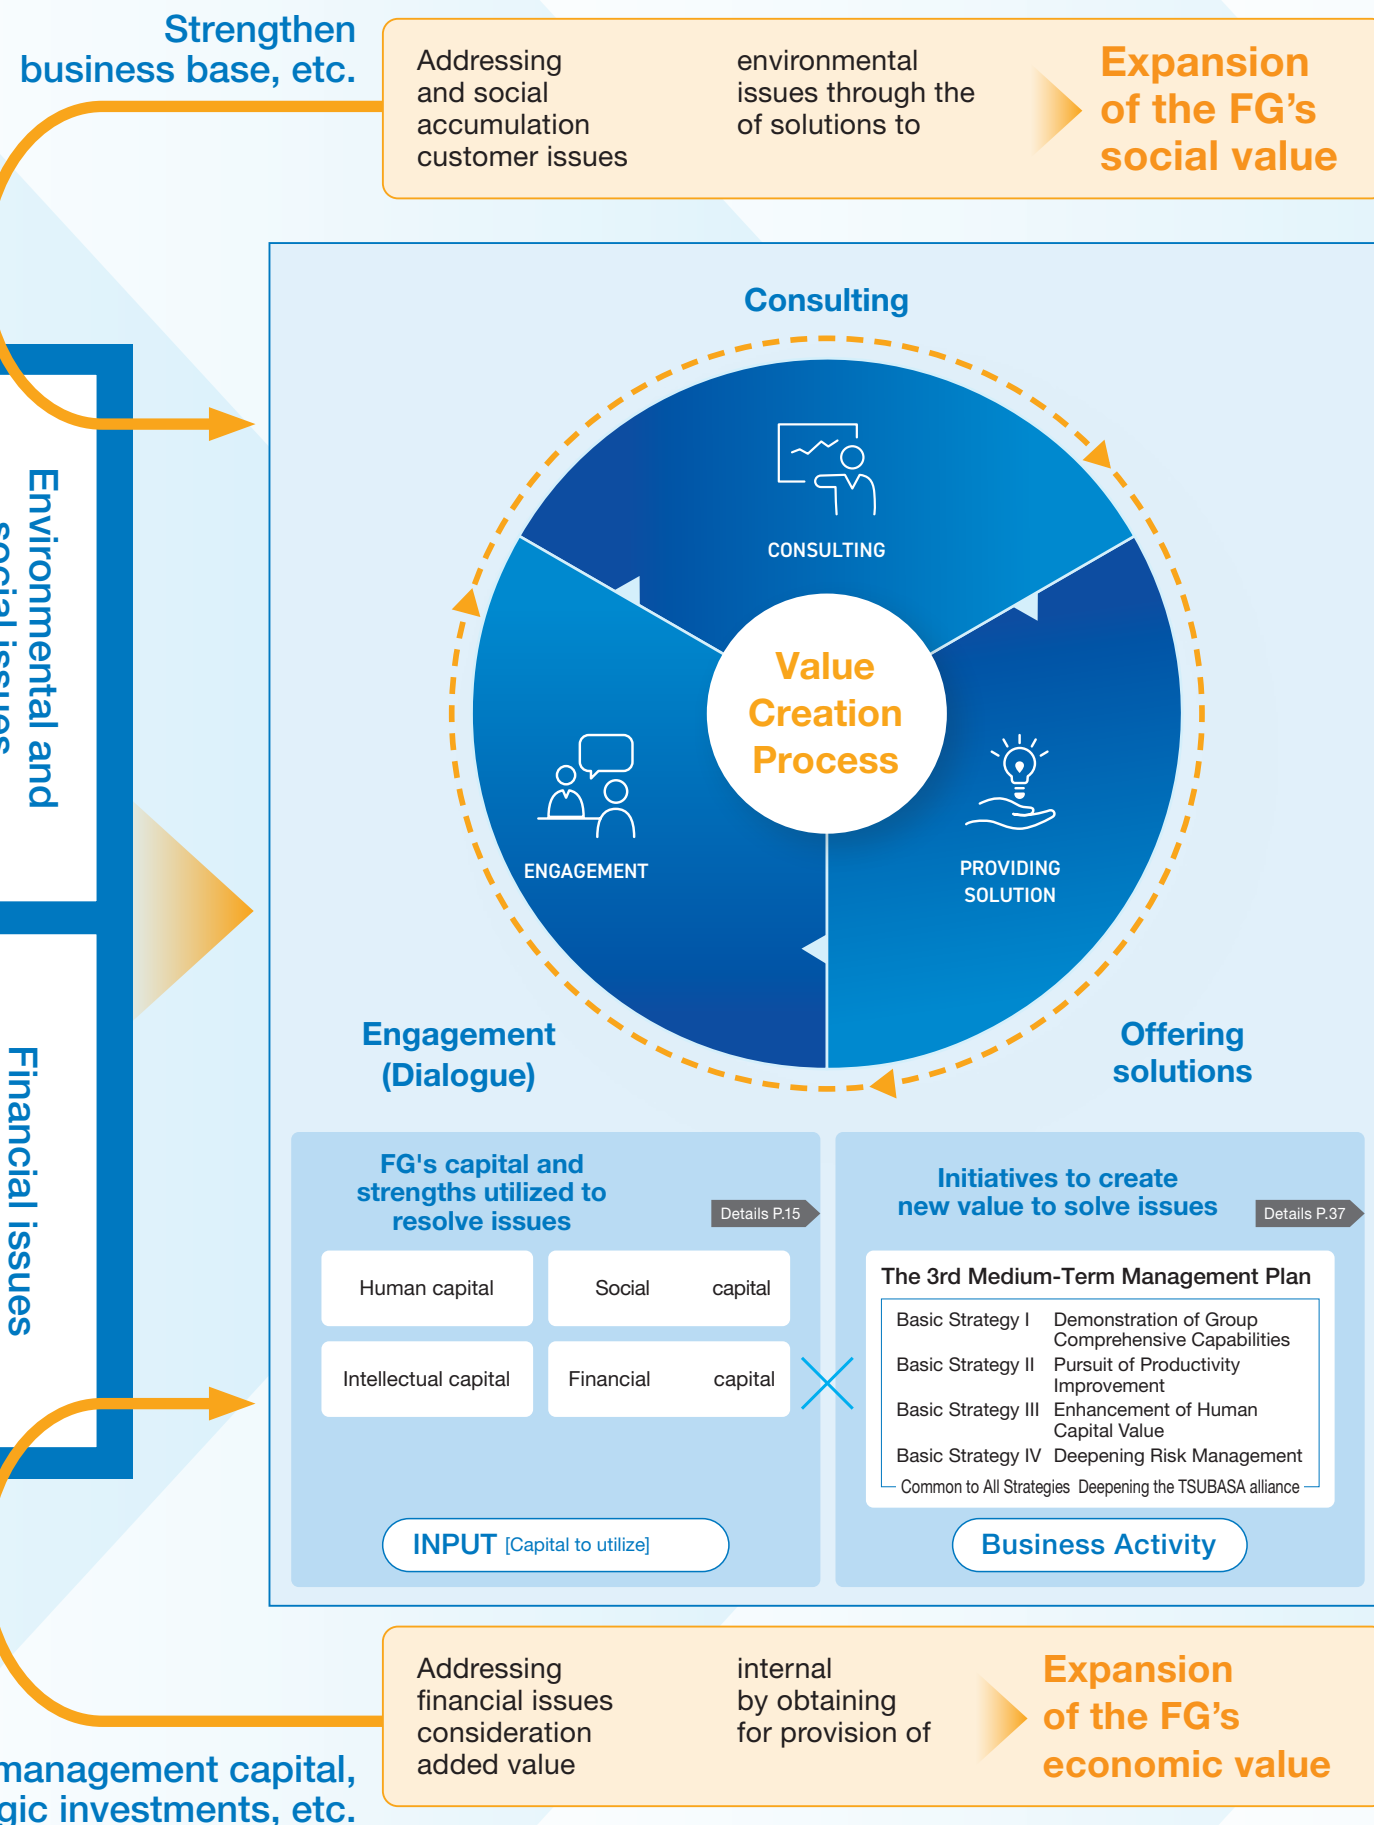 Strengthen
business base, etc.
Addressing environmental
and social issues through the
accumulation of solutions to
customer issues
Expansion
of the FG's
social value
Environmental and
social issues
Financial issues
Consulting
CONSULTING
Value
Creation
Process
ENGAGEMENT
PROVIDING
SOLUTION
Engagement
(Dialogue)
Offering
solutions
FG's capital and
strengths utilized to
resolve issues
Details P.15
Human capital
Social capital
Intellectual capital
Financial capital
INPUT [Capital to utilize]
Initiatives to create
new value to solve issues
Details P.37
The 3rd Medium-Term Management Plan
Basic Strategy I Demonstration of Group
Comprehensive Capabilities
Basic Strategy II Pursuit of Productivity
Improvement
Basic Strategy III Enhancement of Human
Capital Value
Basic Strategy IV Deepening Risk Management
Common to All Strategies Deepening the TSUBASA alliance
Business Activity
Addressing internal
financial issues by obtaining
consideration for provision of
added value
Expansion
of the FG's
economic value
management capital,
investments, etc.